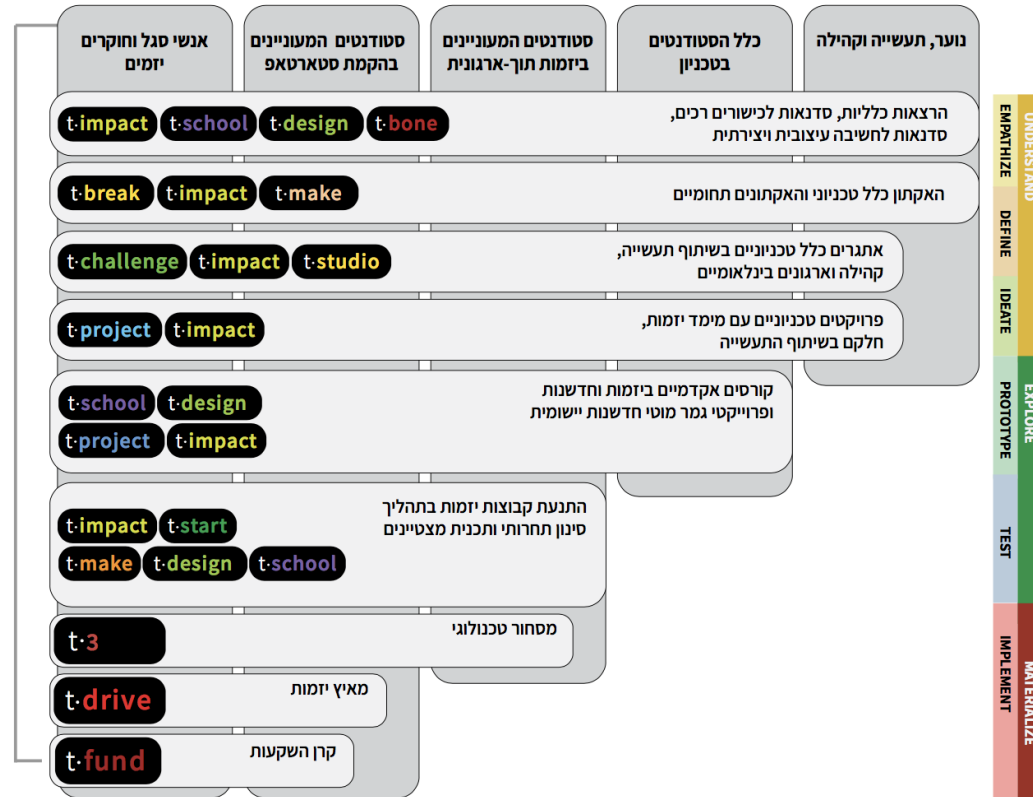 נוער, תעשייה וקהילה
כלל הסטודנטים
בטכניון
סטודנטים המעוניינים
ביזמות תוך-ארגונית
סטודנטים המעוניינים
בהקמת סטארטאפ
אנשי סגל וחוקרים
יזמים
הרצאות כלליות, סדנאות לכישורים רכים,
סדנאות לחשיבה עיצובית ויצירתית
t·impact t·school t·design t·bone
האקתון כלל טכניוני והאקתונים תחומיים
t·break t·impact t·make
אתגרים כלל טכניוניים בשיתוף תעשייה,
קהילה וארגונים בינלאומיים
t·challenge t·impact t·studio
פרויקטים טכניוניים עם מימד יזמות,
חלקם בשיתוף התעשייה
t·project t·impact
קורסים אקדמיים ביזמות וחדשנות
ופרוייקטי גמר מוטי חדשנות יישומית
t·school t·design
t·project t·impact
התנעת קבוצות יזמות בתהליך
סינון תחרותי ותכנית מצטיינים
t·impact t·start
t·make t·design t·school
מסחור טכנולוגי
t·3
מאיץ יזמות
t·drive
קרן השקעות
t·fund
EMPATHIZE
DEFINE
IDEATE
PROTOTYPE
TEST
IMPLEMENT
UNDERSTAND
EXPLORE
MATERIALIZE